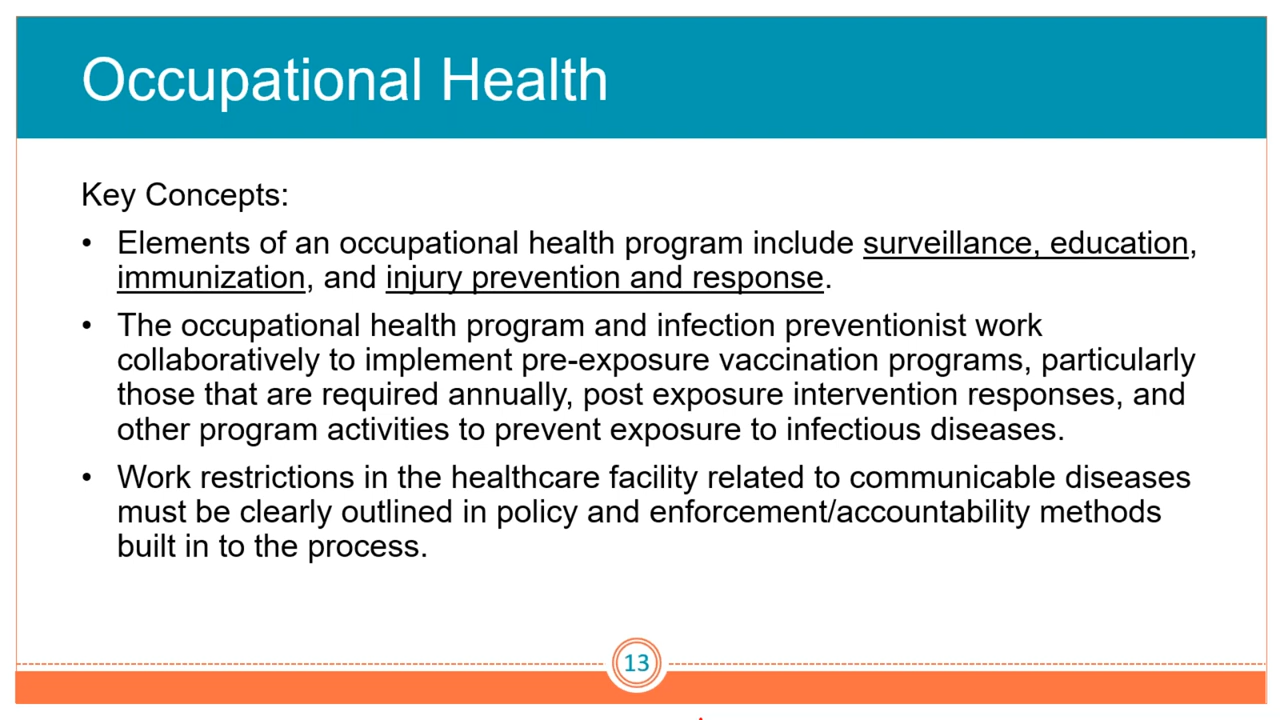 Occupational Health
Key Concepts:
• Elements of an occupational health program include surveillance, education,
immunization, and injury prevention and response.
• The occupational health program and infection preventionist work
collaboratively to implement pre-exposure vaccination programs, particularly
those that are required annually, post exposure intervention responses, and
other program activities to prevent exposure to infectious diseases.
• Work restrictions in the healthcare facility related to communicable diseases
must be clearly outlined in policy and enforcement/accountability methods
built in to the process.
13